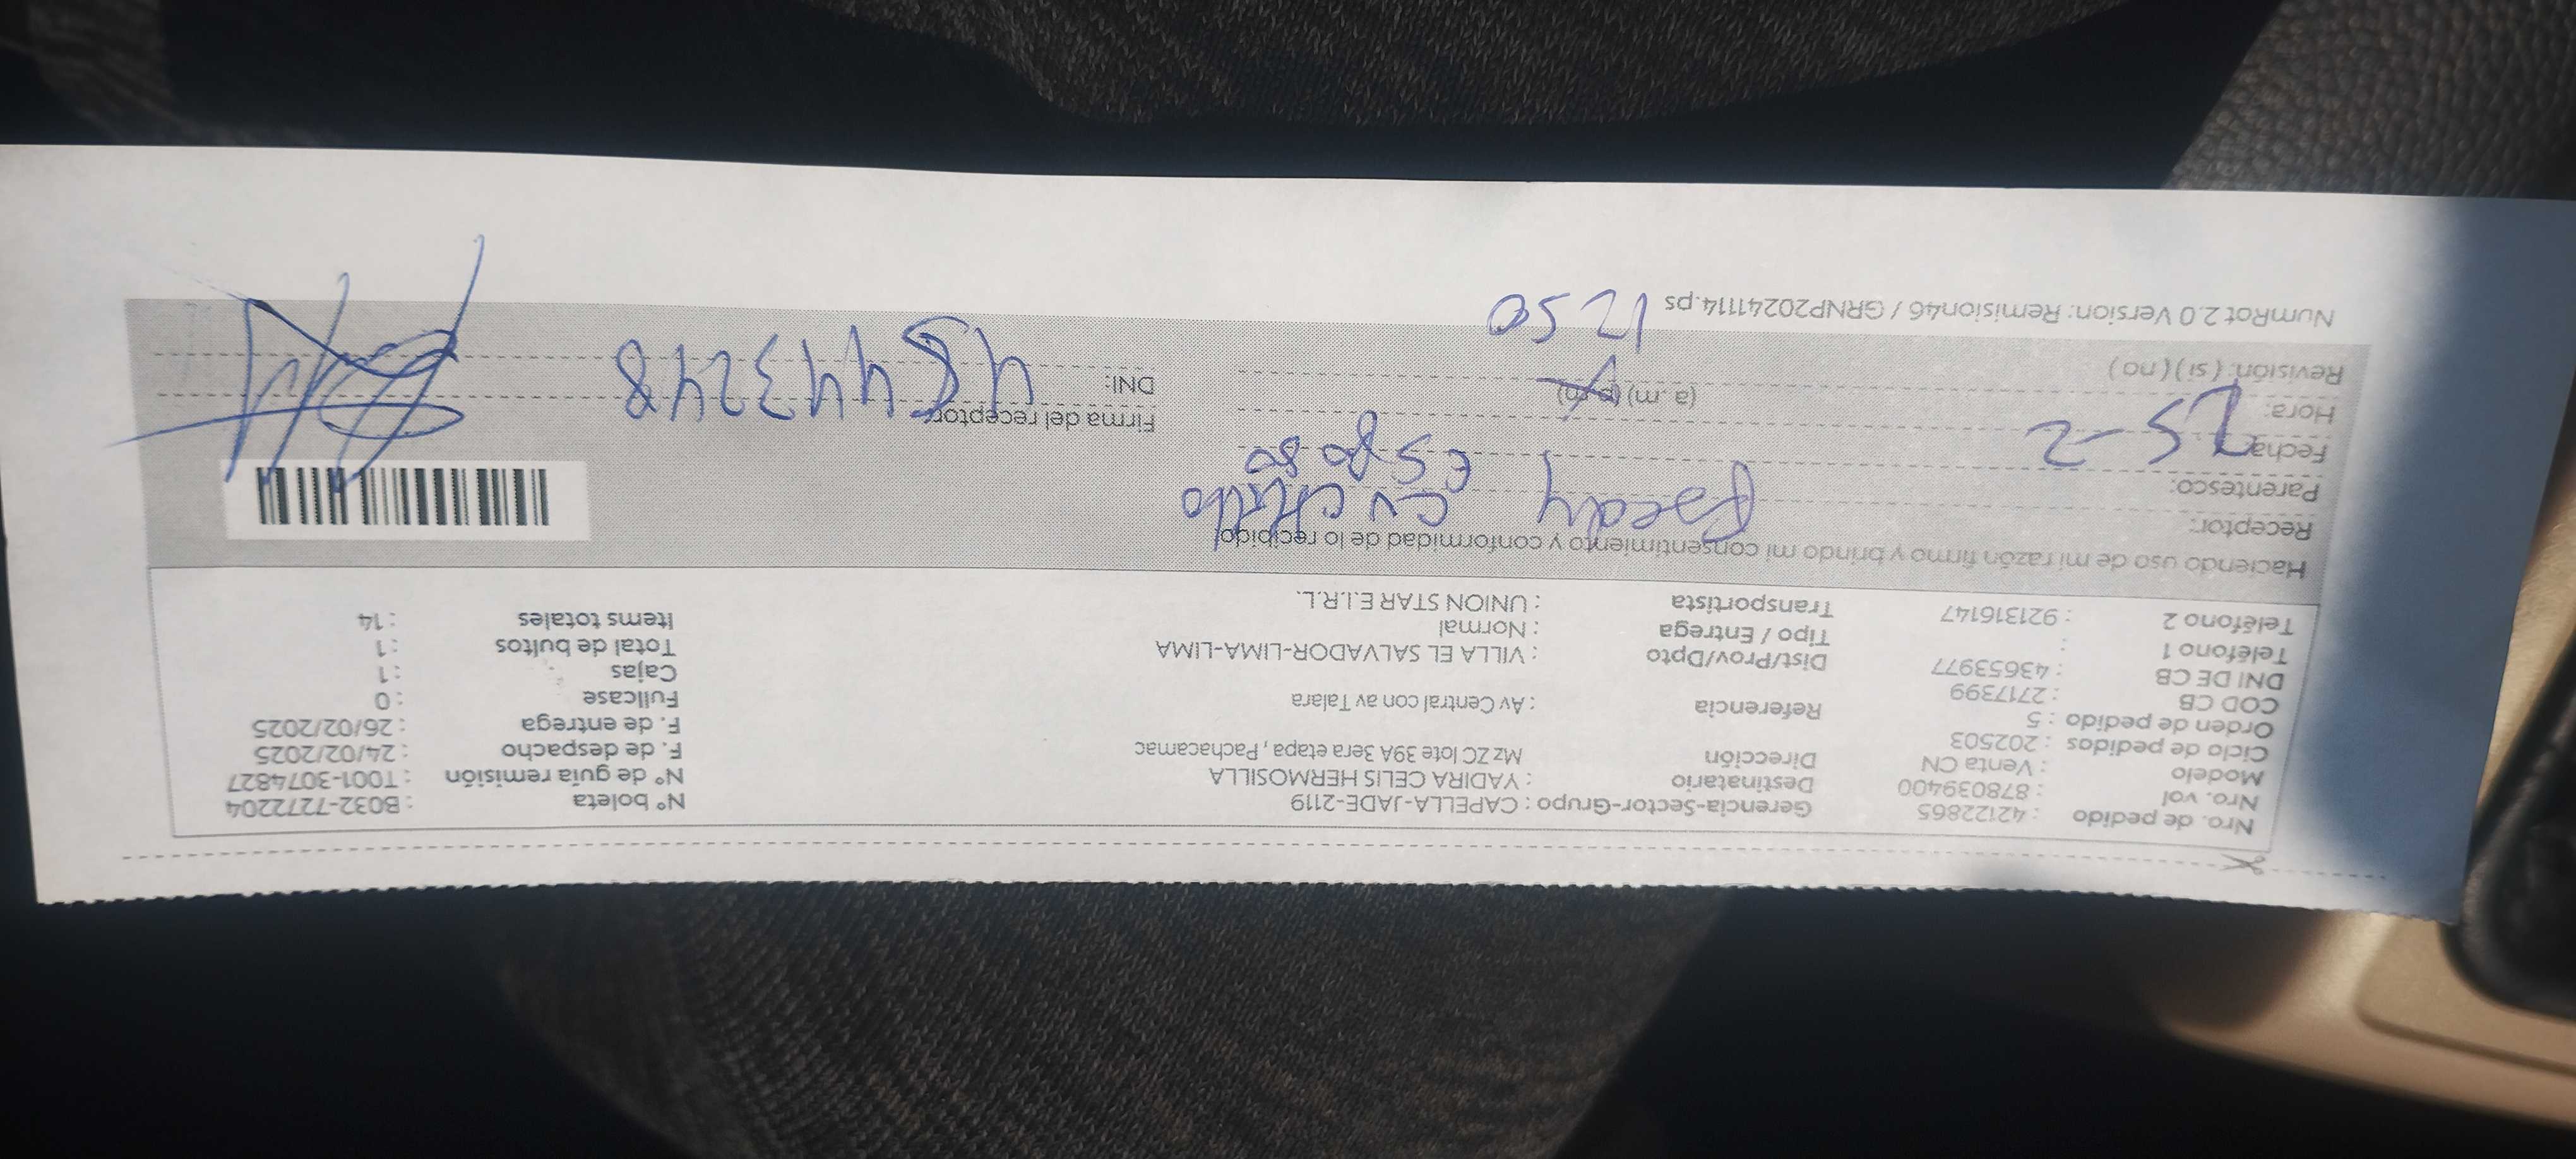 Nro. de pedido : 42122865 Gerencia-Sector-Grupo : CAPELLA-JADE-2119 N° boleta : B032-7272204
Nro. vol : 878039400 Destinatario : YADIRA CELIS HERMOSILLA N° de guía remisión : T001-3074827
Modelo : Venta CN Dirección Mz ZC lote 39A 3era etapa , Pachacamac F. de despacho : 24/02/2025
Ciclo de pedidos : 202503 F. de entrega : 26/02/2025
Orden de pedido : 5 Referencia : Av Central con av Talara Fullcase : 0
COD CB : 2717399 Cajas : 1
DNI DE CB : 43653977 Dist/Prov/Dpto : VILLA EL SALVADOR-LIMA-LIMA Total de bultos : 1
Teléfono 1 : Tipo / Entrega : Normal Items totales : 14
Teléfono 2 : 921316147 Transportista : UNION STAR E.I.R.L.
Haciendo uso de mi razón firmo y brindo mi consentimiento y conformidad de lo recibido
Receptor:
Parentesco: esposo
Fecha: 25-2 Firma del receptor:
Hora: (a. m) (p. m) DNI: 48443248
Revisión: ( si ) ( no ) 12 50
NumRot 2.0 Version: Remision46 / GRNP20241114.ps